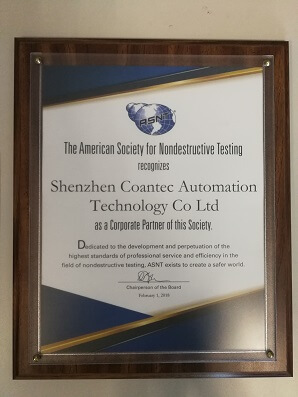 ASNT
The American Society for Nondestructive Testing
recognizes
Shenzhen Coantec Automation
Technology Co Ltd
as a Corporate Partner of this Society.
Dedicated to the development and perpetuation of the
highest standards of professional service and efficiency in the
field of nondestructive testing, ASNT exists to create a safer world.
Chairperson of the Board
February 1, 2018